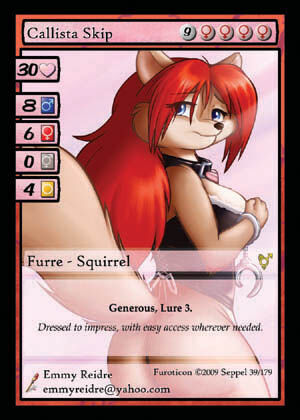 Callista Skip 9
30
8
6
0
4
Furre - Squirrel
Generous, Lure 3.
Dressed to impress, with easy access wherever needed.
Emmy Reidre
Furoticon ©2009 Seppel 39/179
emmyreidre@yahoo.com